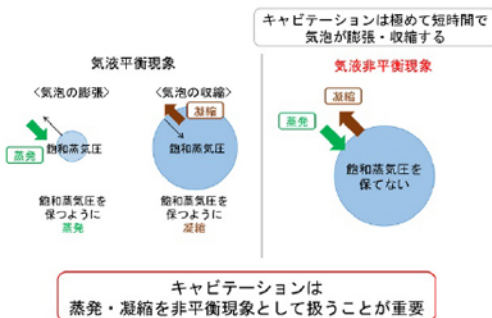 キャビテーションは極めて短時間で
気泡が膨張・収縮する
気液平衡現象
<気泡の膨張>
蒸発
飽和蒸気圧
飽和蒸気圧を
保つように
蒸発
<気泡の収縮>
凝縮
飽和蒸気圧
飽和蒸気圧を
保つように
凝縮
気液非平衡現象
凝縮
蒸発
飽和蒸気圧を
保てない
キャビテーションは
蒸発・凝縮を非平衡現象として扱うことが重要